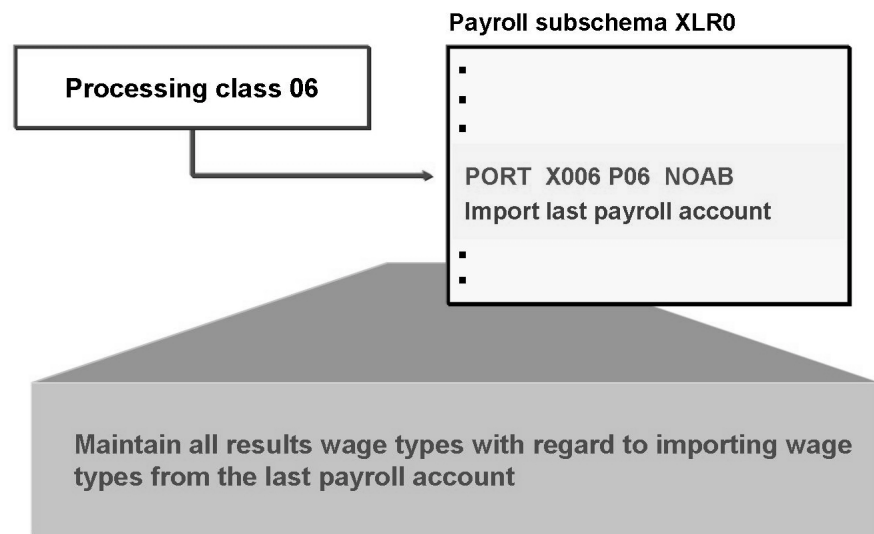 Payroll subschema XLR0
Processing class 06
PORT X006 P06 NOAB
Import last payroll account
Maintain all results wage types with regard to importing wage
types from the last payroll account